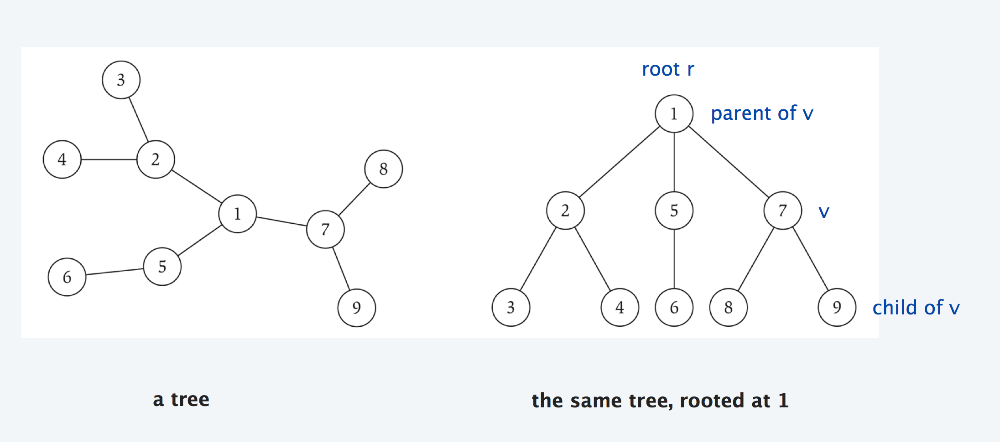 3
4
2
8
1
7
5
6
9
a tree
root r
1 parent of v
2 5 7 v
3 4 6 8 9 child of v
the same tree, rooted at 1